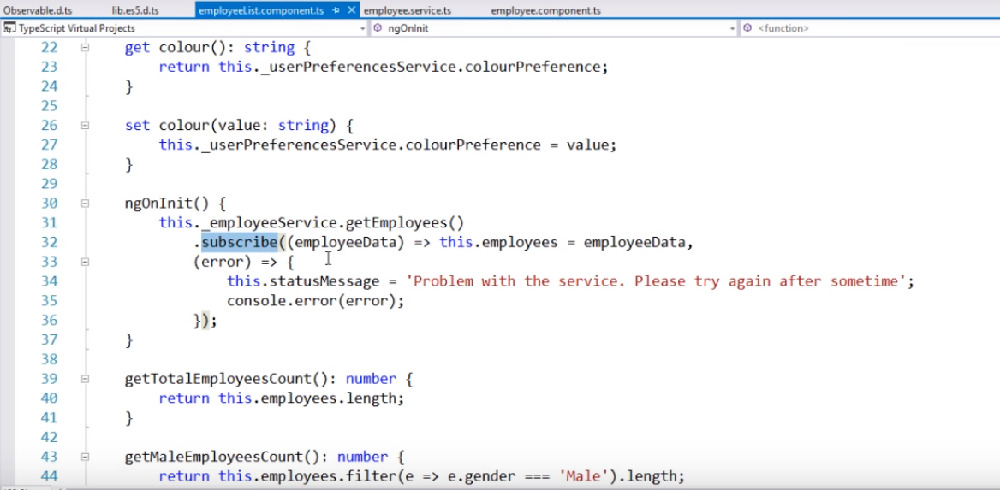 Observable.d.ts lib.es5.d.ts employeeList.component.ts employee.service.ts employee.component.ts
TypeScript Virtual Projects ngOnInit <function>
22 get colour(): string {
23 return this._userPreferencesService.colourPreference;
24 }
25
26 set colour(value: string) {
27 this._userPreferencesService.colourPreference = value;
28 }
29
30 ngOnInit() {
31 this._employeeService.getEmployees()
32 .subscribe((employeeData) => this.employees = employeeData,
33 (error) => {
34 this.statusMessage = 'Problem with the service. Please try again after sometime';
35 console.error(error);
36 });
37 }
38
39 getTotalEmployeesCount(): number {
40 return this.employees.length;
41 }
42
43 getMaleEmployeesCount(): number {
44 return this.employees.filter(e => e.gender === 'Male').length;